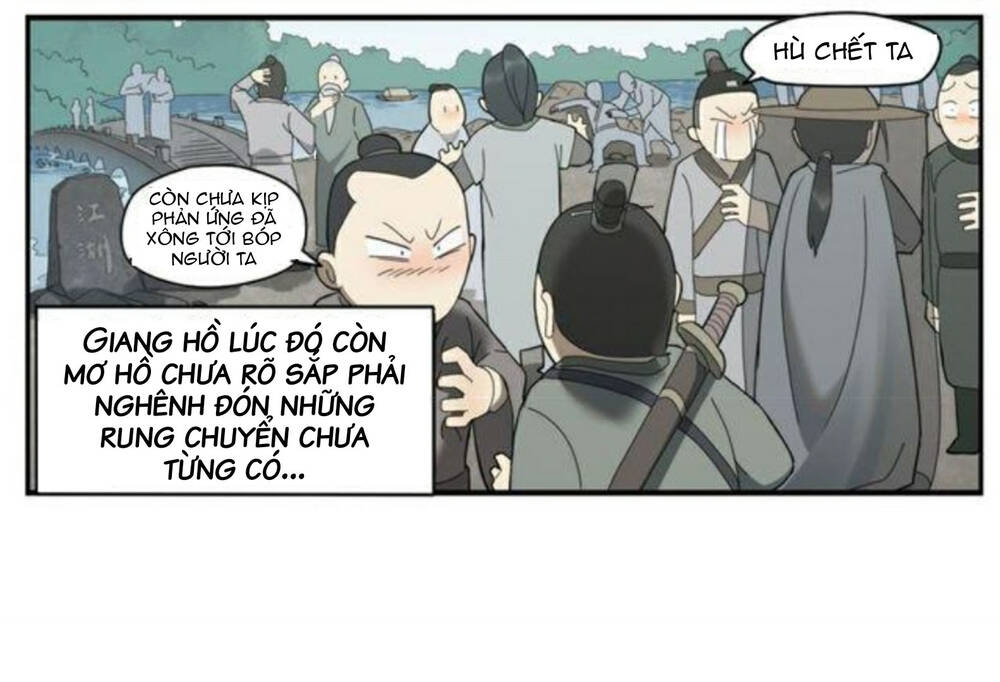 HÙ CHẾT TA
CÒN CHƯA KỊP
PHẢN ỨNG ĐÃ
XÔNG TỚI BÓP
NGƯỜI TA
江
湖
GIANG HỒ LÚC ĐÓ CÒN
MƠ HỒ CHƯA RÕ SẮP PHẢI
NGHÊNH ĐÓN NHỮNG
RUNG CHUYỂN CHƯA
TỪNG CÓ...